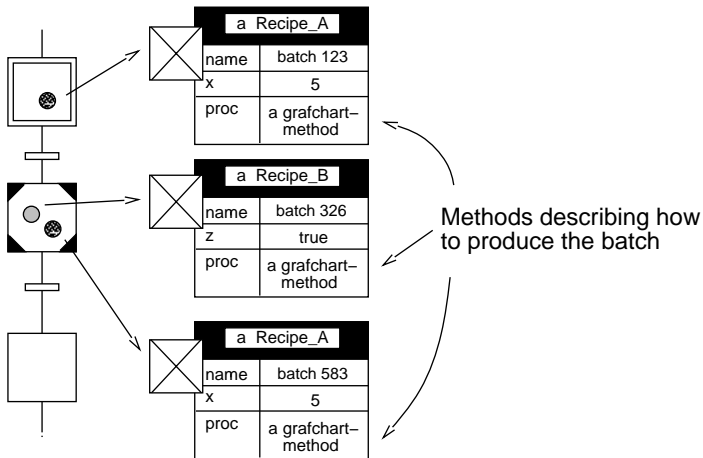 a Recipe_A
name batch 123
x 5
proc a grafchart–
method
a Recipe_B
name batch 326
z true
proc a grafchart–
method
Methods describing how
to produce the batch
a Recipe_A
name batch 583
x 5
proc a grafchart–
method